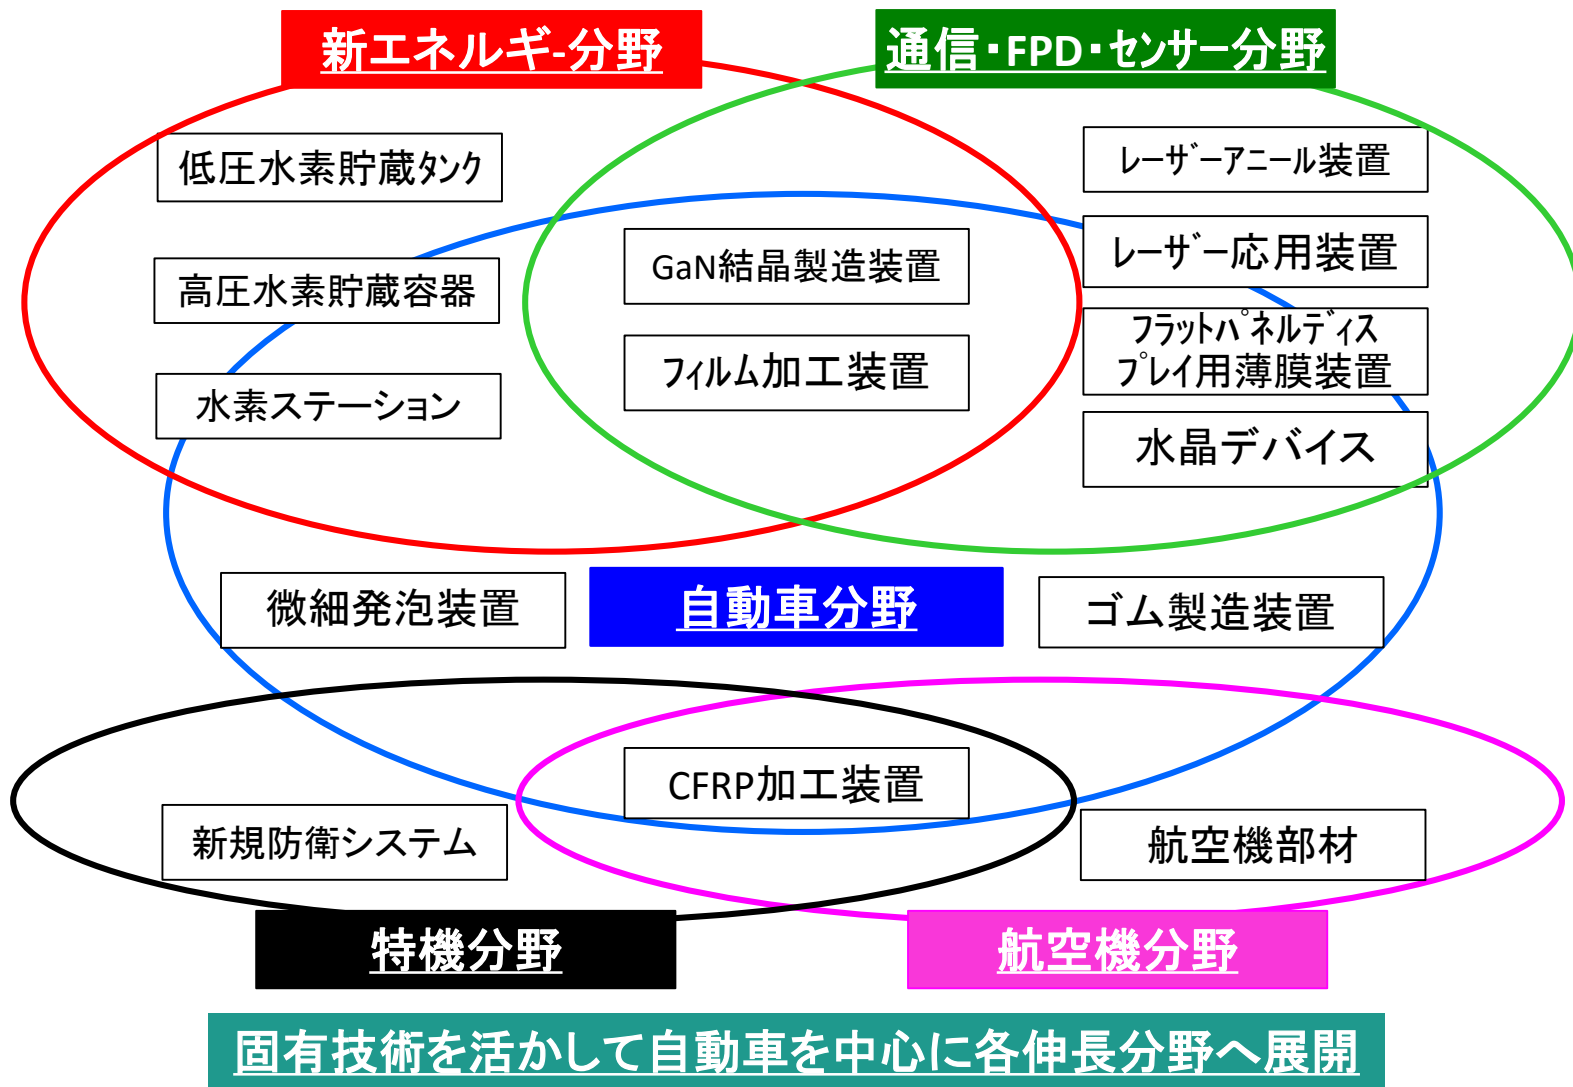 新エネルギ-分野
通信・FPD・センサー分野
低圧水素貯蔵タンク
レーザーアニール装置
高圧水素貯蔵容器
GaN結晶製造装置
レーザー応用装置
水素ステーション
フィルム加工装置
フラットパネルディス
プレイ用薄膜装置
水晶デバイス
微細発泡装置
自動車分野
ゴム製造装置
CFRP加工装置
新規防衛システム
航空機部材
特機分野
航空機分野
固有技術を活かして自動車を中心に各伸長分野へ展開